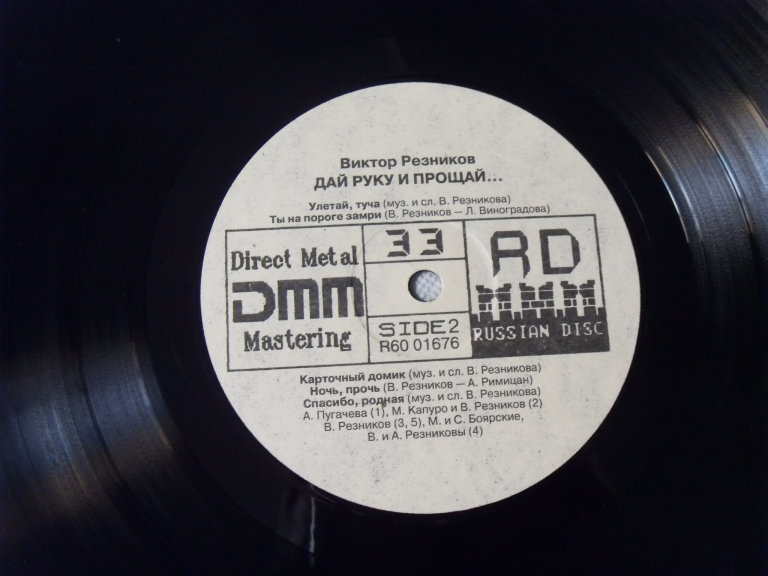 Виктор Резников
ДАЙ РУКУ И ПРОЩАЙ...
Улетай, туча (муз. и сл. В. Резникова)
Ты на пороге замри (В. Резников — Л. Виноградова)
Direct Metal
DMM
Mastering
33
SIDE 2
R60 01676
RD
RUSSIAN DISC
Карточный домик (муз. и сл. В. Резникова)
Ночь, прочь (В. Резников — А. Римицан)
Спасибо, родная (муз. и сл. В. Резникова)
А. Пугачева (1), М. Капуро и В. Резников (2)
В. Резников (3, 5), М. и С. Боярские,
В. и А. Резниковы (4)